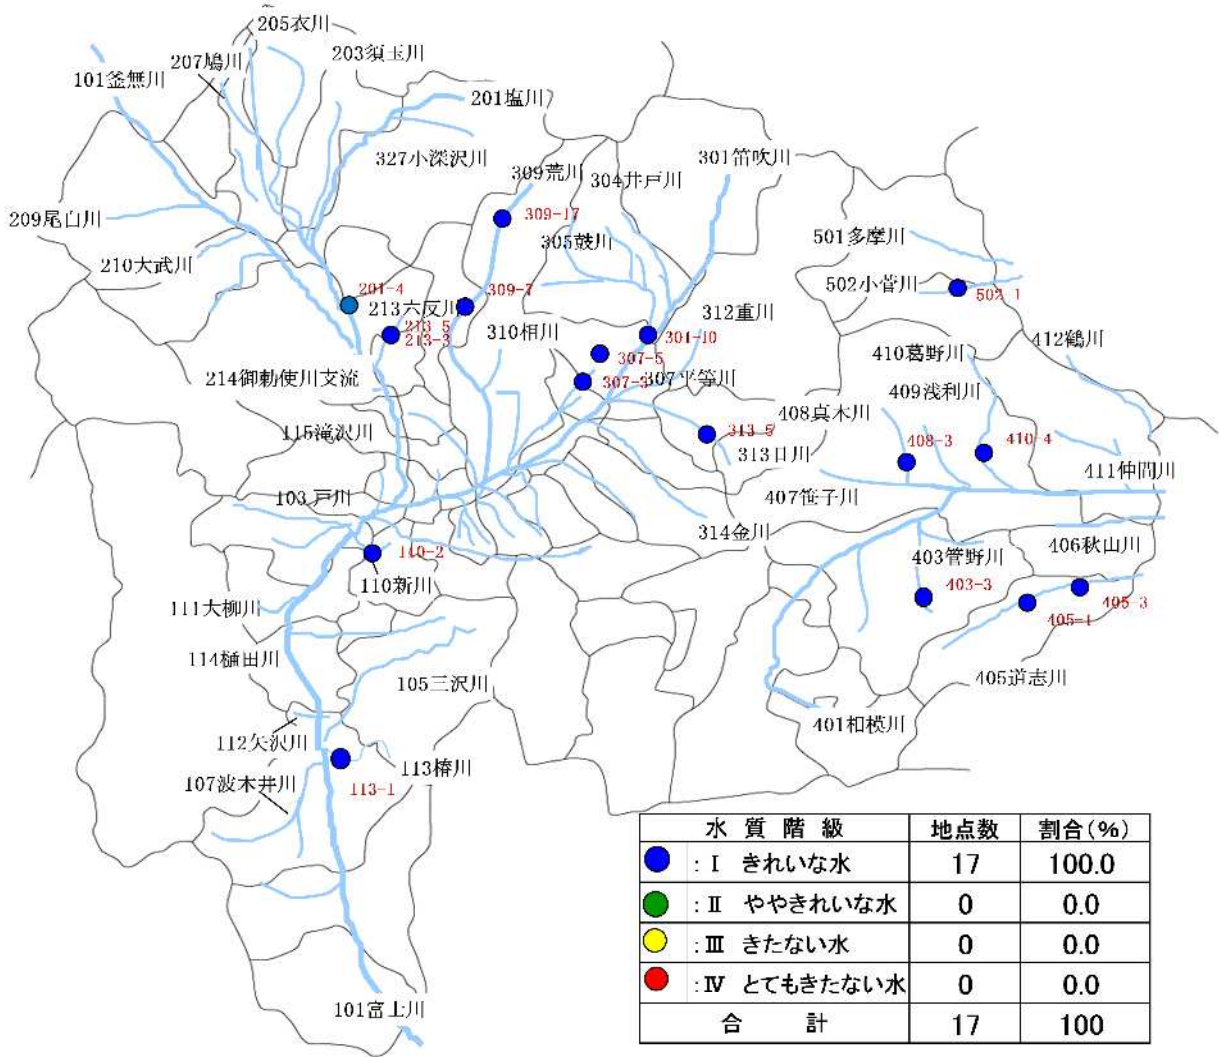 205衣川
207鳩川
203須玉川
101釜無川
201塩川
327小深沢川
309荒川
304井戸川
301笛吹川
209尾白川
309-17
305鼓川
501多摩川
210大武川
502小菅川
502-1
201-4
309-7
213六反川
213-5
213-3
310相川
312重川
301-10
412鶴川
307-5
410葛野川
214御勅使川支流
307-3
307平等川
409浅利川
408真木川
115滝沢川
313-5
408-3
410-4
313日川
411仲間川
103戸川
407笹子川
314金川
110-2
406秋山川
403菅野川
110新川
403-3
405-3
111大柳川
405-1
114樋田川
105三沢川
405道志川
401相模川
112矢沢川
113椿川
107波木井川
113-1
水質階級 地点数 割合(%)
:Ⅰ きれいな水 17 100.0
:Ⅱ ややきれいな水 0 0.0
:Ⅲ きたない水 0 0.0
:Ⅳ とてもきたない水 0 0.0
合計 17 100
101富士川